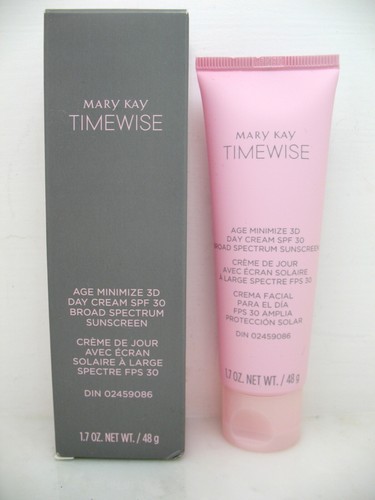 MARY KAY
TIMEWISE
AGE MINIMIZE 3D
DAY CREAM SPF 30
BROAD SPECTRUM
SUNSCREEN
CRÈME DE JOUR
AVEC ÉCRAN
SOLAIRE À LARGE
SPECTRE FPS 30
DIN 02459086
1.7 OZ. NET WT. / 48 g
MARY KAY
TIMEWISE
AGE MINIMIZE 3D
DAY CREAM SPF 30
BROAD SPECTRUM SUNSCREEN
CRÈME DE JOUR
AVEC ÉCRAN SOLAIRE
À LARGE SPECTRE FPS 30
CREMA FACIAL
PARA EL DÍA
FPS 30 AMPLIA
PROTECCIÓN SOLAR
DIN 02459086
1.7 OZ. NET WT. / 48 g